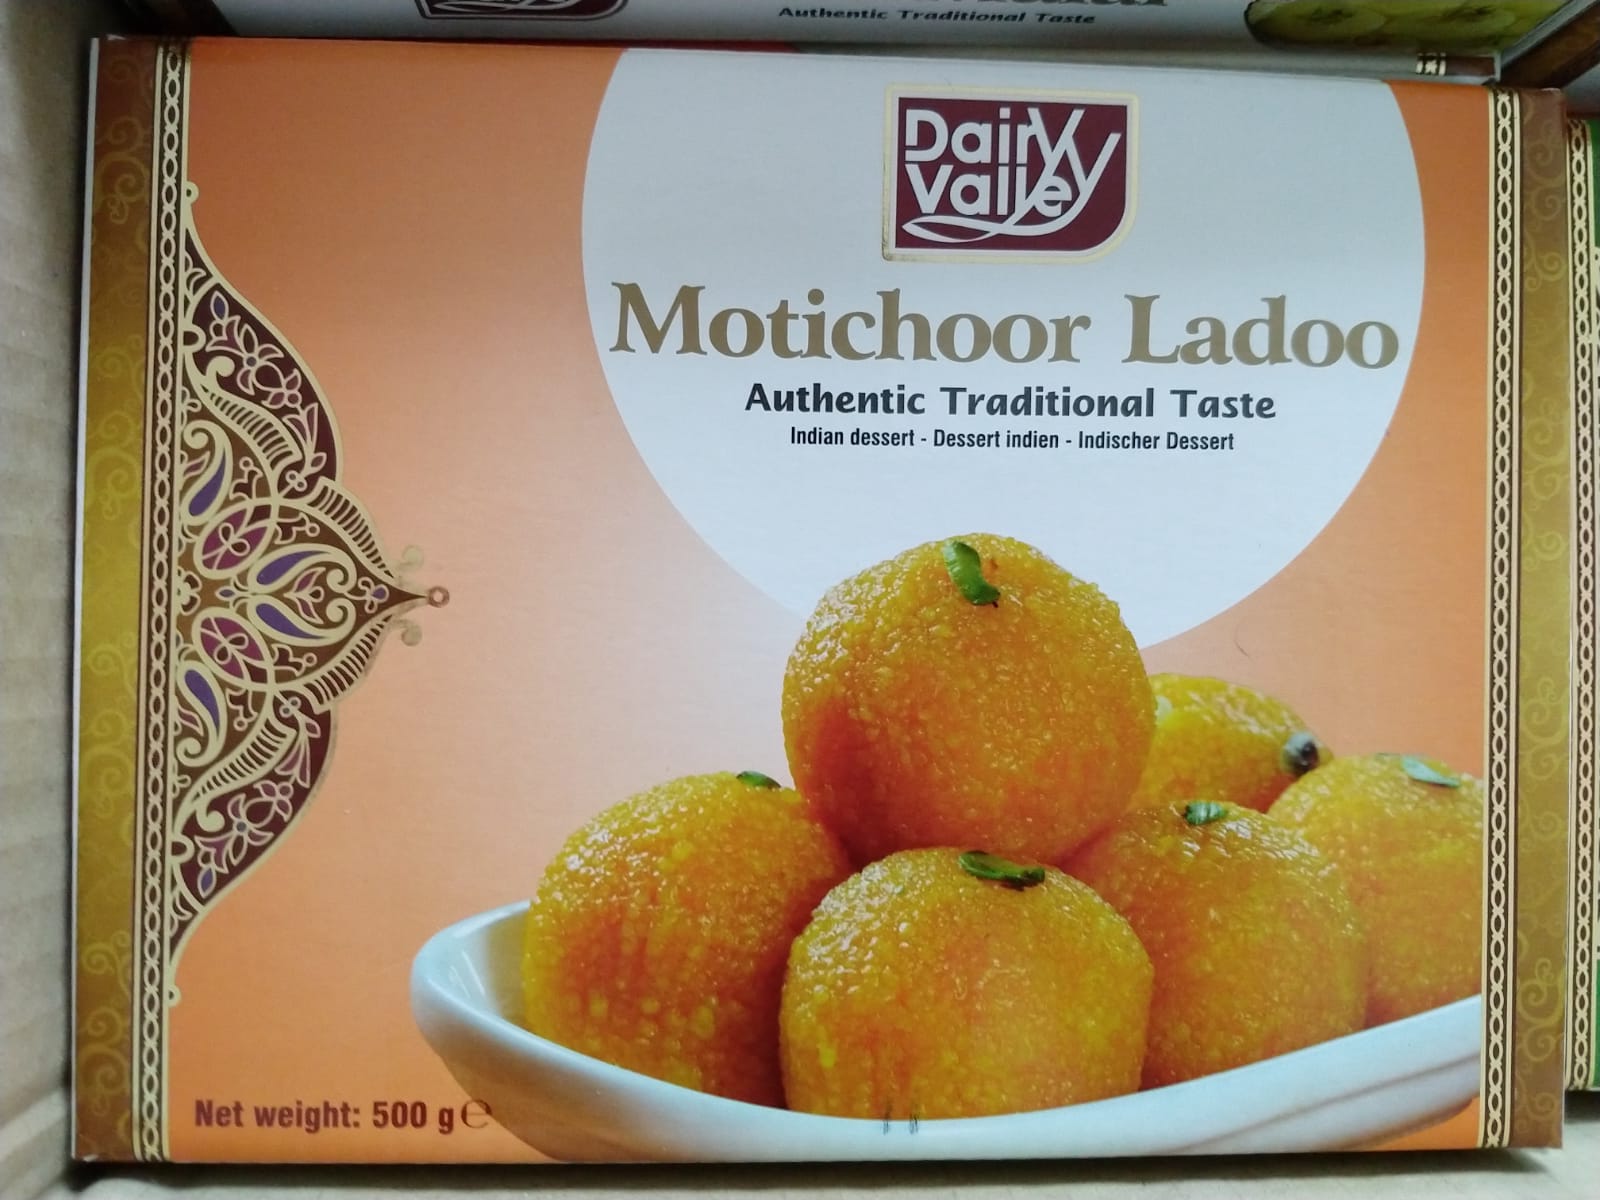 Authentic Traditional Taste
Dairy
Valley
Motichoor Ladoo
Authentic Traditional Taste
Indian dessert - Dessert indien - Indischer Dessert
Net weight: 500 g ℮